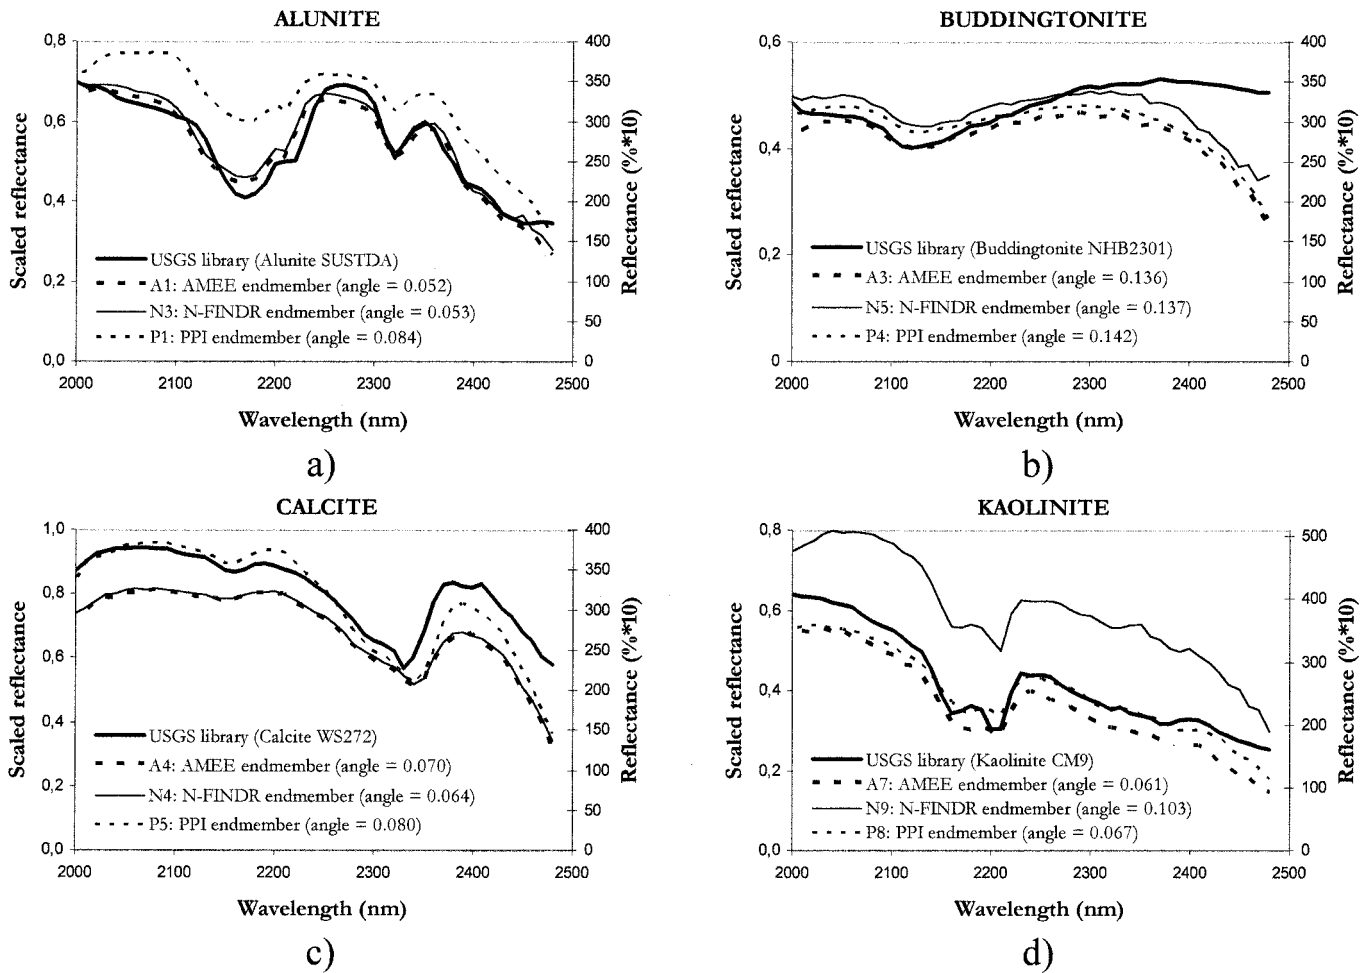 ALUNITE
0,8
0,6
0,4
0,2
0,0
400
350
300
250
200
150
100
50
0
Scaled reflectance
Reflectance (%*10)
USGS library (Alunite SUSTDA)
A1: AMEE endmember (angle = 0.052)
N3: N-FINDR endmember (angle = 0.053)
P1: PPI endmember (angle = 0.084)
2000 2100 2200 2300 2400 2500
Wavelength (nm)
a)
BUDDINGTONITE
0,6
0,4
0,2
0
400
350
300
250
200
150
100
50
0
Scaled reflectance
Reflectance (%*10)
USGS library (Buddingtonite NHB2301)
A3: AMEE endmember (angle = 0.136)
N5: N-FINDR endmember (angle = 0.137)
P4: PPI endmember (angle = 0.142)
2000 2100 2200 2300 2400 2500
Wavelength (nm)
b)
CALCITE
1,0
0,8
0,6
0,4
0,2
0,0
400
350
300
250
200
150
100
50
0
Scaled reflectance
Reflectance (%*10)
USGS library (Calcite WS272)
A4: AMEE endmember (angle = 0.070)
N4: N-FINDR endmember (angle = 0.064)
P5: PPI endmember (angle = 0.080)
2000 2100 2200 2300 2400 2500
Wavelength (nm)
c)
KAOLINITE
0,8
0,6
0,4
0,2
0,0
500
400
300
200
100
0
Scaled reflectance
Reflectance (%*10)
USGS library (Kaolinite CM9)
A7: AMEE endmember (angle = 0.061)
N9: N-FINDR endmember (angle = 0.103)
P8: PPI endmember (angle = 0.067)
2000 2100 2200 2300 2400 2500
Wavelength (nm)
d)